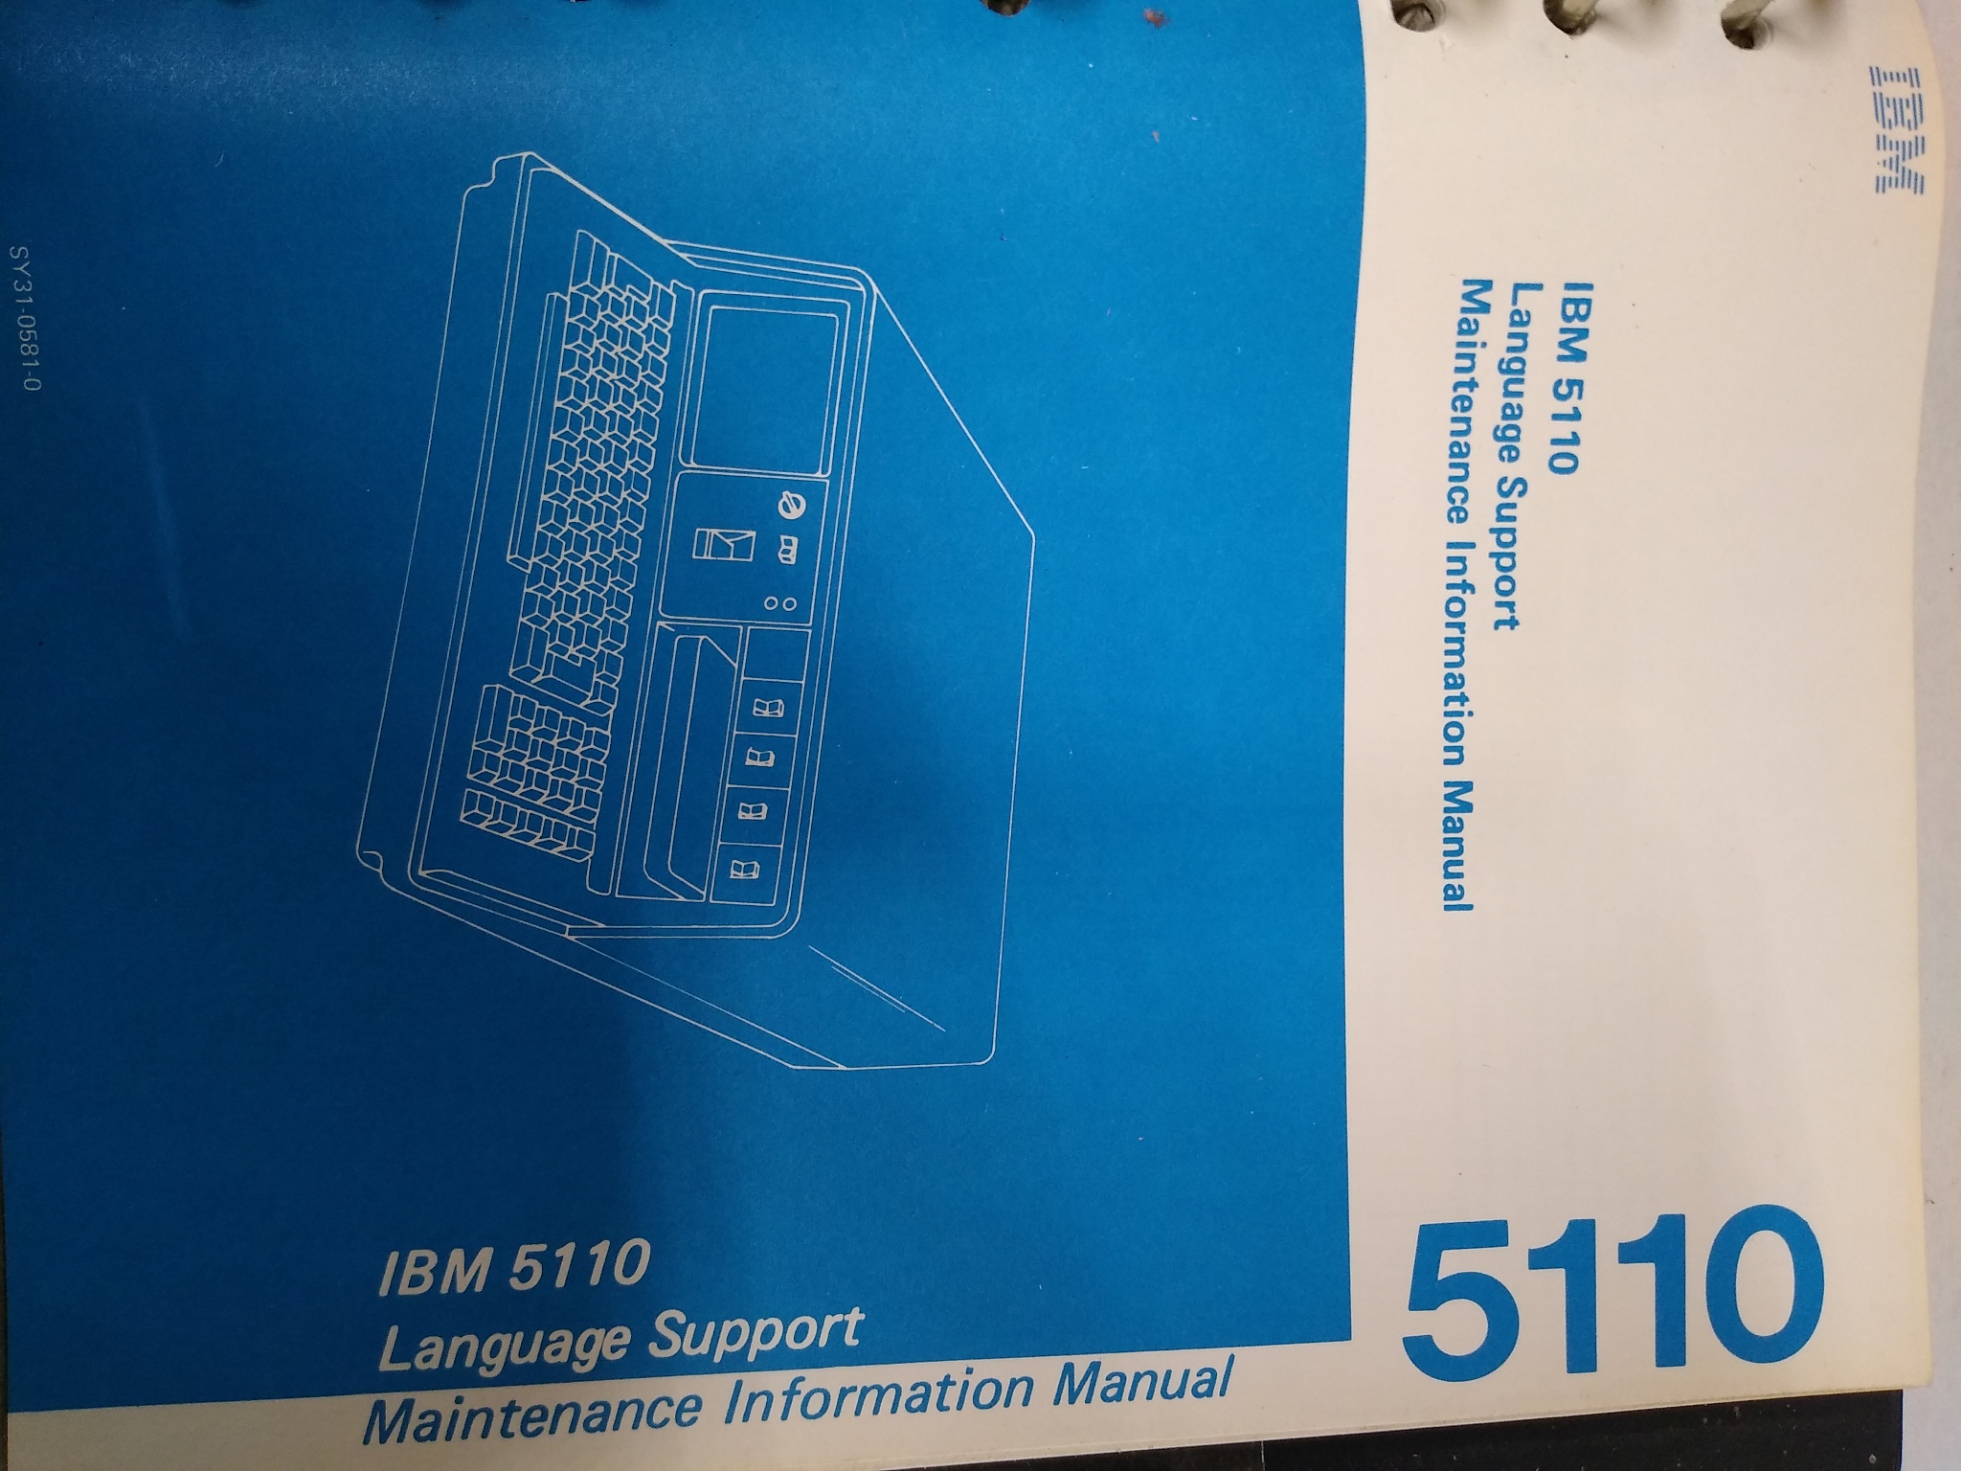 IBM
IBM 5110
Language Support
Maintenance Information Manual
SY31-0581-0
5110
IBM 5110
Language Support
Maintenance Information Manual